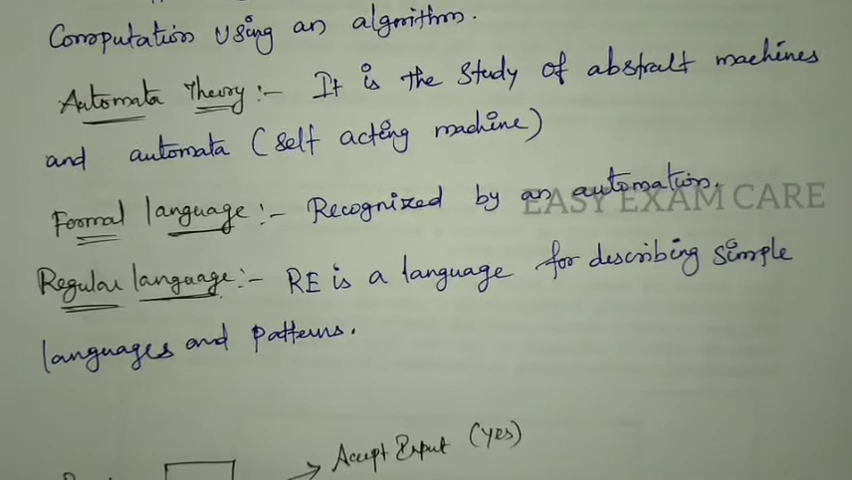 Computation using an algorithm.
Automata Theory :- It is the study of abstralt machines
and automata (self acting machine)
Formal language :- Recognized by an automation.
EASY EXAM CARE
Regular language :- RE is a language for describing simple
languages and patterns.
Accept Input (yes)